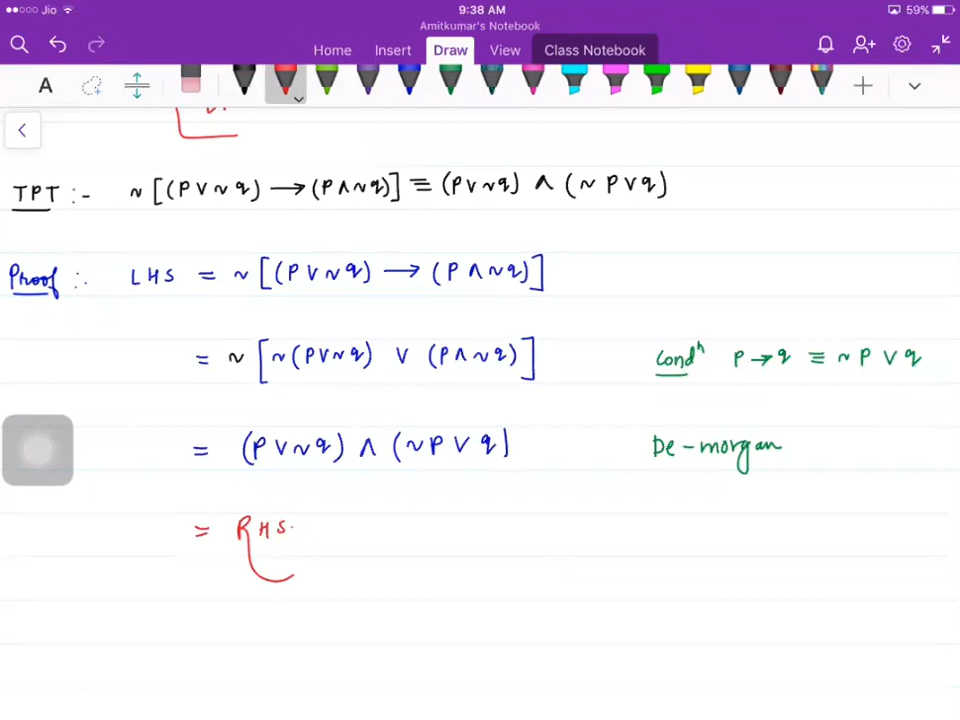 Jio 9:38 AM 59%
Amitkumar's Notebook
Home Insert Draw View Class Notebook
A
TPT :- ~[(P∨~q) → (P∧~q)] ≡ (P∨~q) ∧ (~P∨q)
Proof :. LHS = ~[(P∨~q) → (P∧~q)]
= ~[~(P∨~q) ∨ (P∧~q)] Condⁿ P→q ≡ ~P∨q
= (P∨~q) ∧ (~P∨q) De-morgan
= RHS.